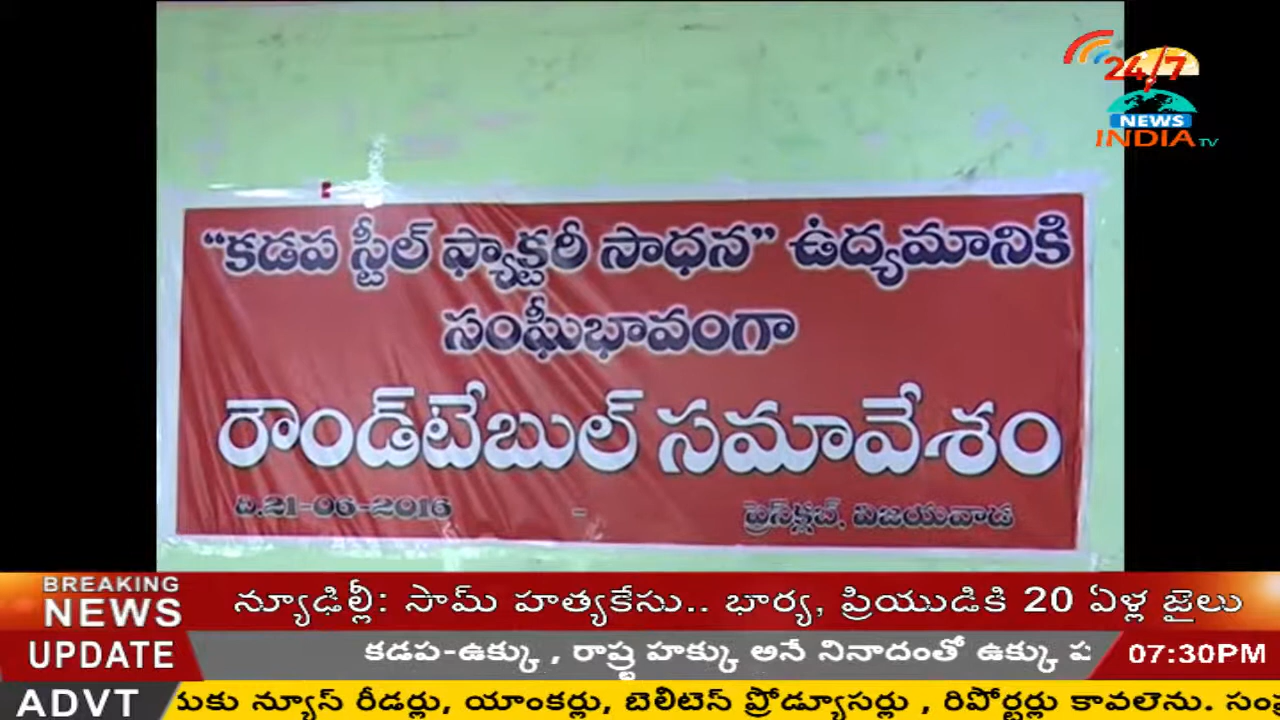 24/7
NEWS
INDIA TV
“కడప స్టీల్ ఫ్యాక్టరీ సాధన” ఉద్యమానికి
సంఘీభావంగా
రౌండ్‌టేబుల్ సమావేశం
ది.21-06-2016 - ప్రెస్‌క్లబ్, విజయవాడ
BREAKING
NEWS న్యూఢిల్లీ: సామ్ హత్యకేసు.. భార్య, ప్రియుడికి 20 ఏళ్ల జైలు
UPDATE కడప-ఉక్కు , రాష్ట్ర హక్కు అనే నినాదంతో ఉక్కు 07:30PM
ADVT న్యూస్ రీడర్లు, యాంకర్లు, బెలిటెన్ ప్రోడ్యూసర్లు , రిపోర్టర్లు కావలెను.